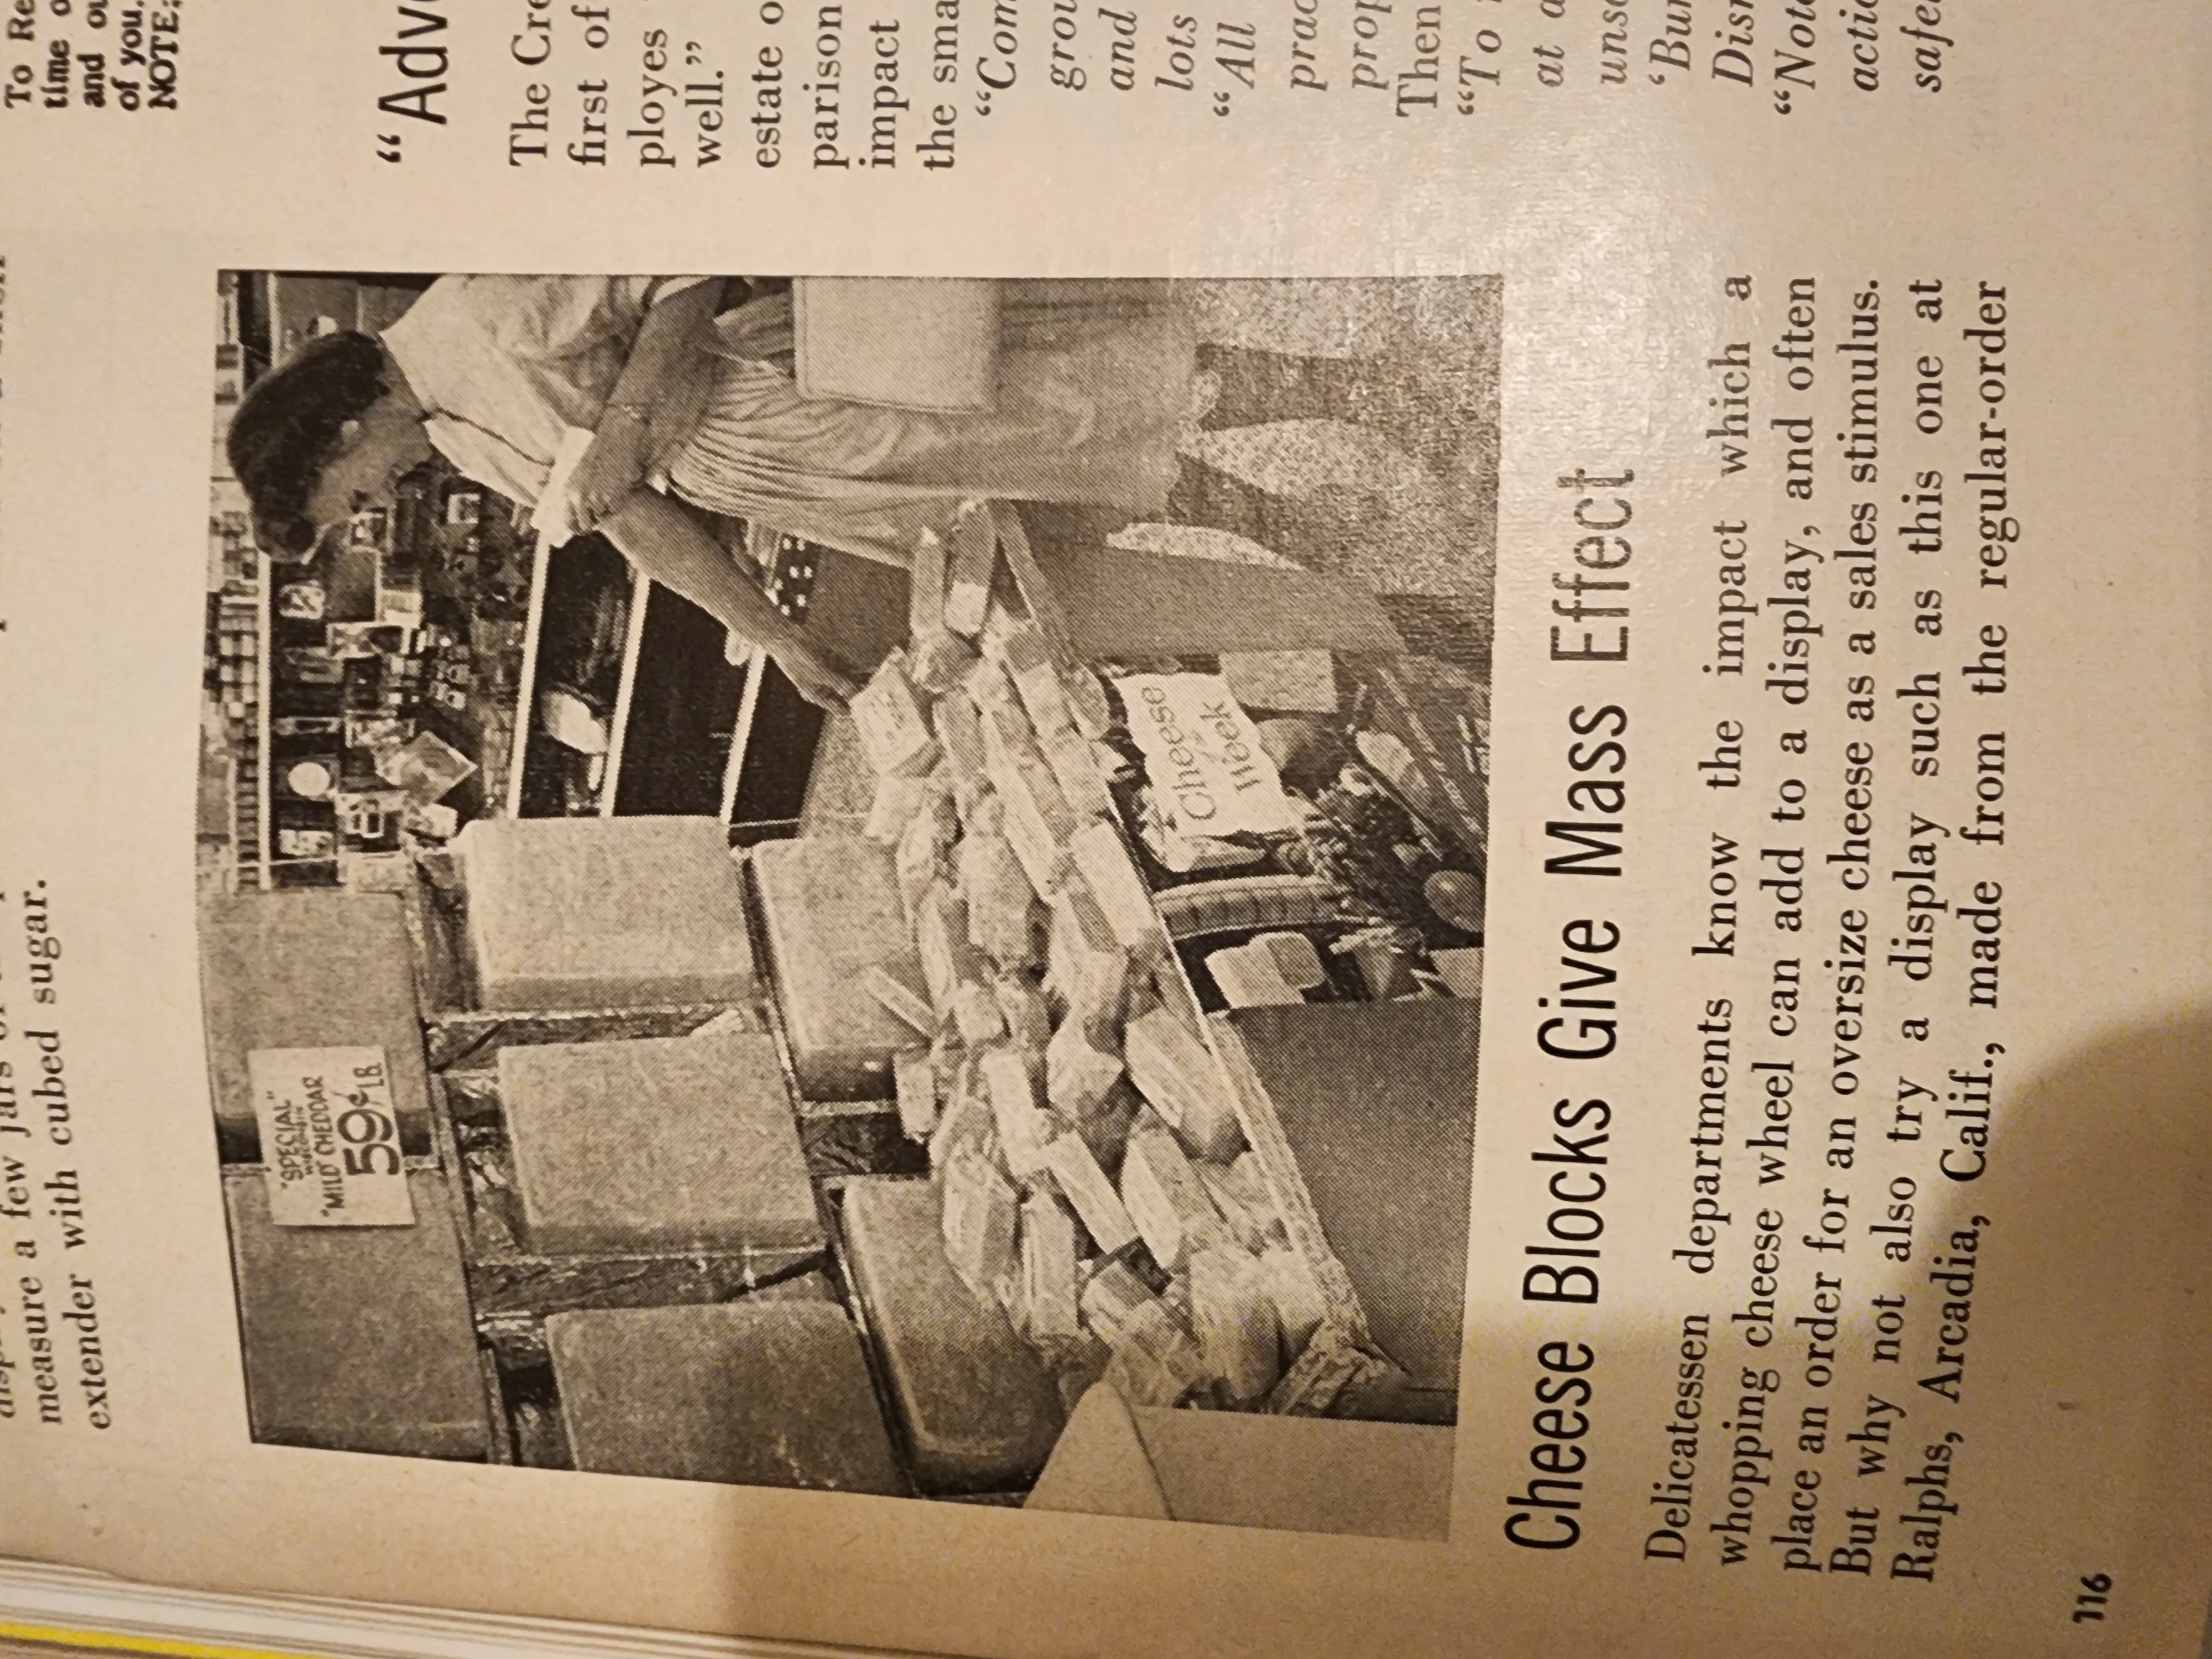 measure a few jars
extender with cubed sugar.
"SPECIAL"
WISCONSIN
"MILD" CHEDDAR
59¢/LB
Cheese
Week
Cheese Blocks Give Mass Effect
Delicatessen departments know the impact which a
whopping cheese wheel can add to a display, and often
place an order for an oversize cheese as a sales stimulus.
But why not also try a display such as this one at
Ralphs, Arcadia, Calif., made from the regular-order
116
To Re
time o
and ou
of you.
NOTE:
"Adv
The Cre
first of
ployes
well."
estate o
parison
impact
the sma
"Com
grou
and
lots
"All
prac
prop
Then
"To
at a
unso
'Bur
Disn
"Note
actio
safe